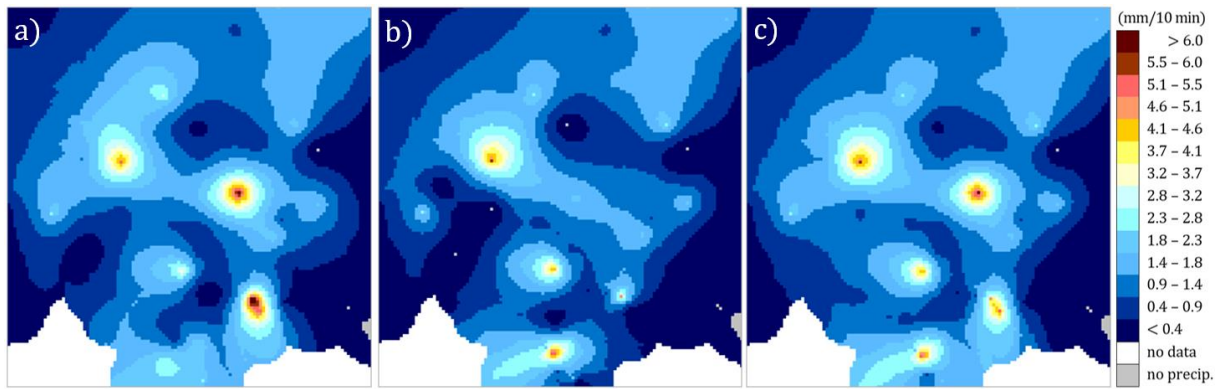 a)
b)
c)
(mm/10 min)
> 6.0
5.5 – 6.0
5.1 – 5.5
4.6 – 5.1
4.1 – 4.6
3.7 – 4.1
3.2 – 3.7
2.8 – 3.2
2.3 – 2.8
1.8 – 2.3
1.4 – 1.8
0.9 – 1.4
0.4 – 0.9
< 0.4
no data
no precip.